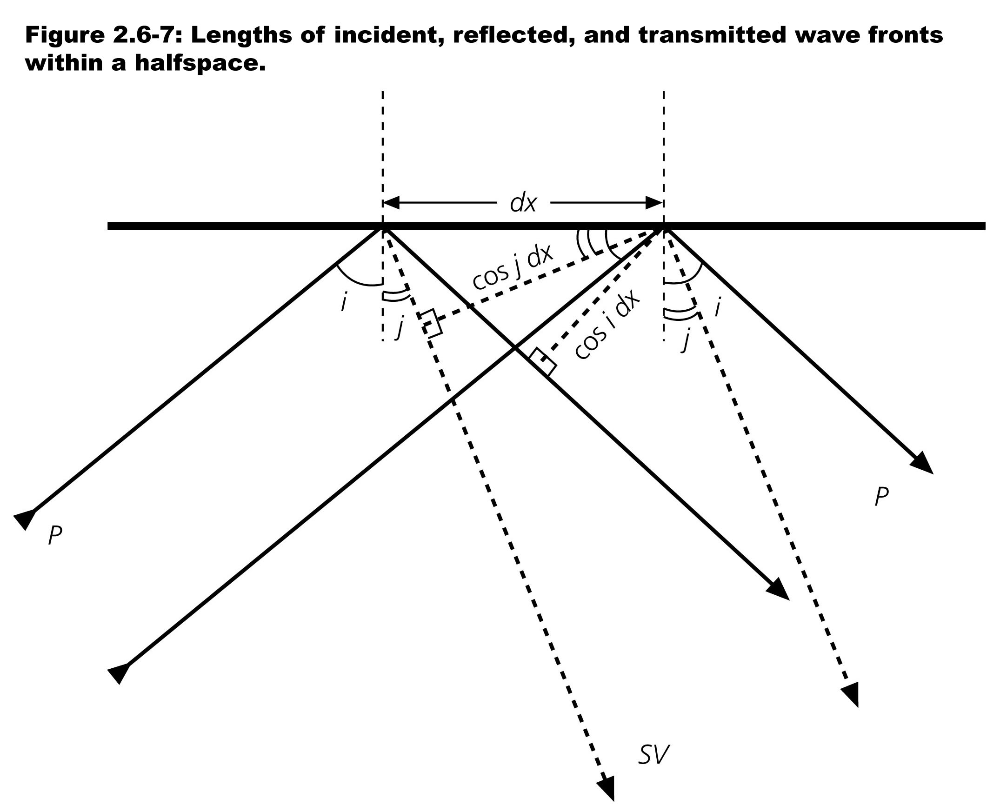 Figure 2.6-7: Lengths of incident, reflected, and transmitted wave fronts
within a halfspace.
dx
cos j dx
i
j
cos i dx
i
j
P
P
SV